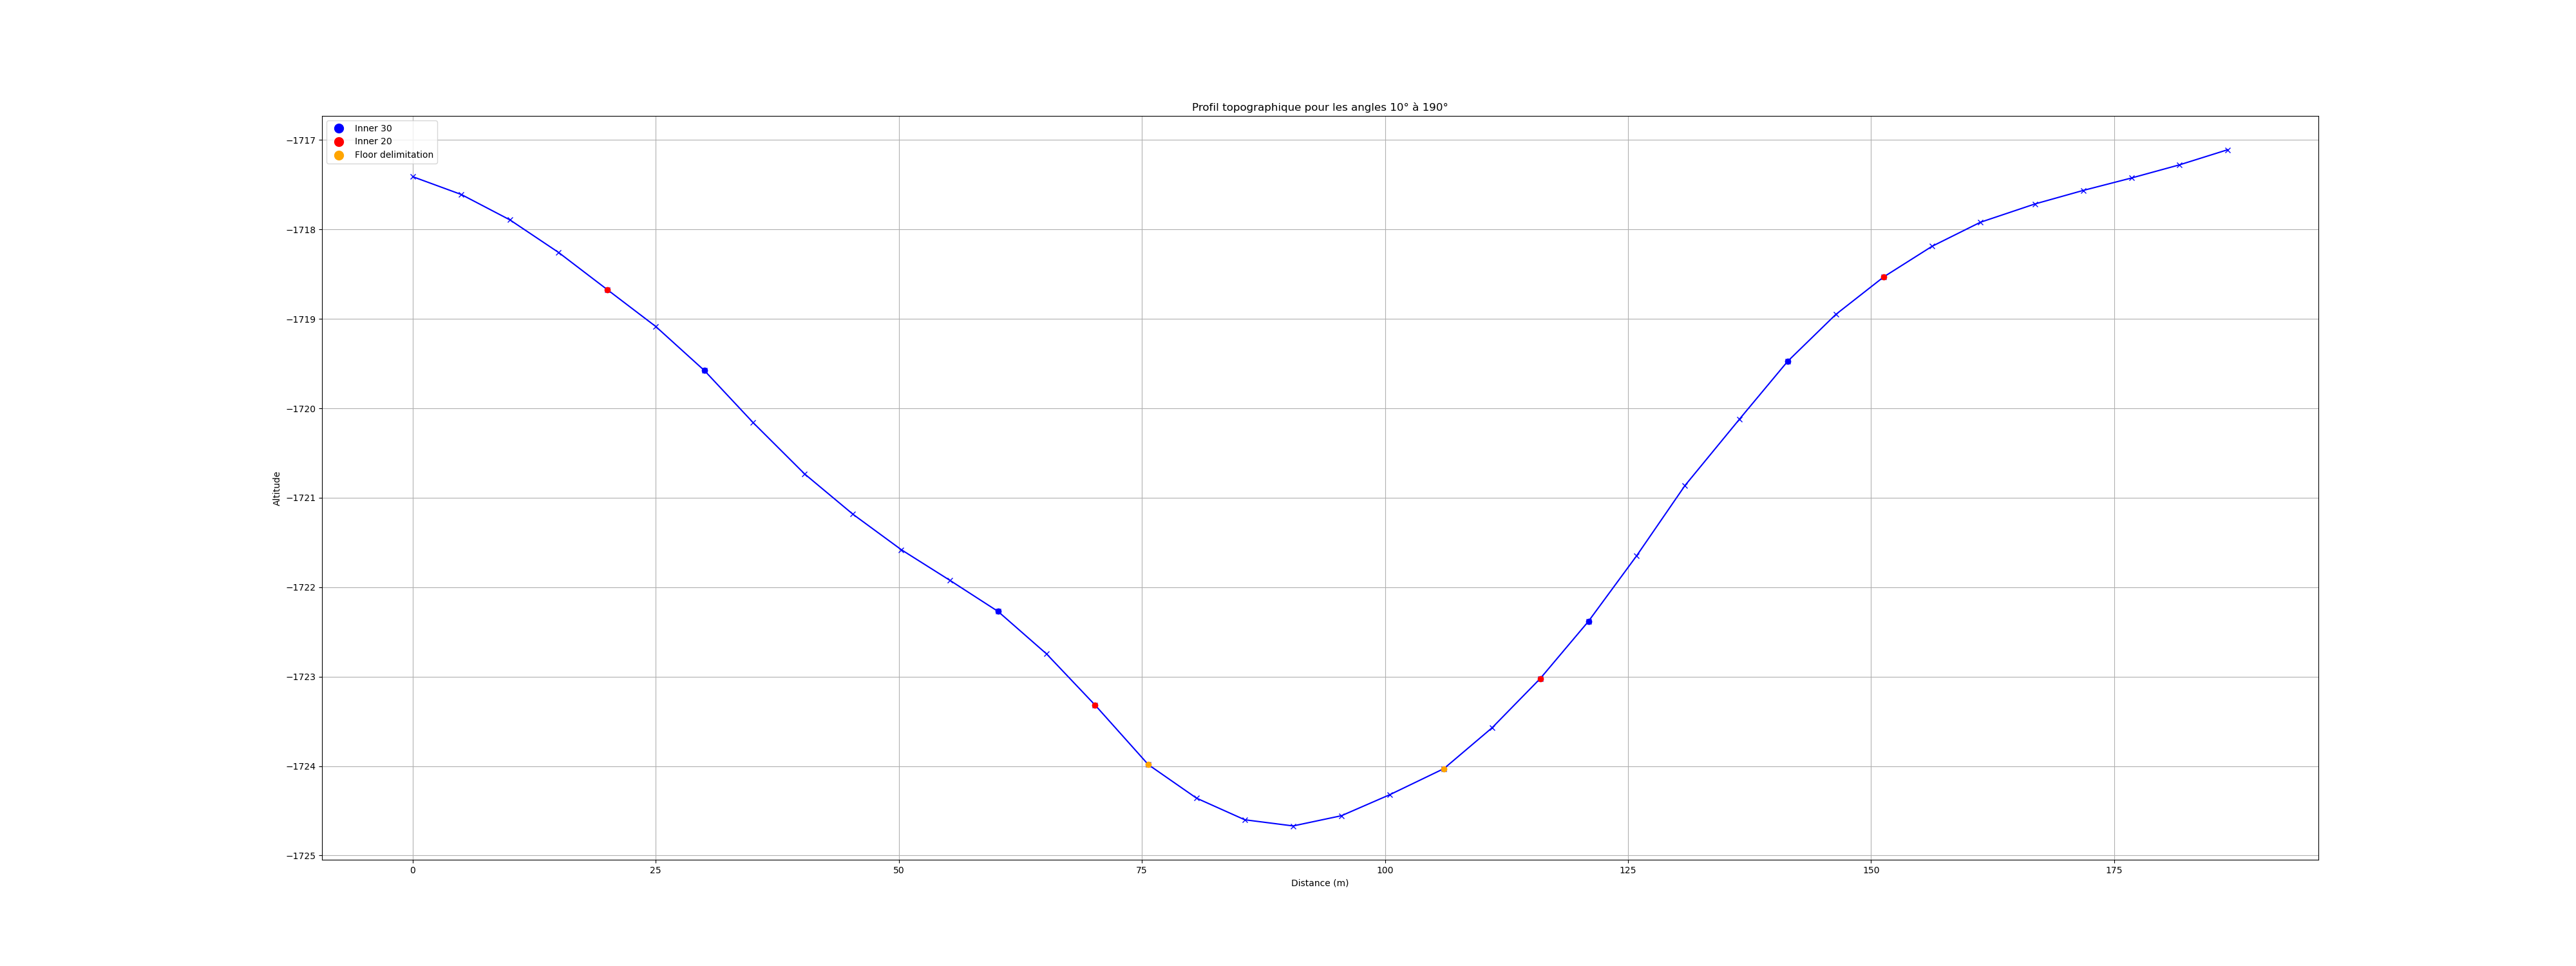 Profil topographique pour les angles 10° à 190°
Inner 30
Inner 20
Floor delimitation
−1717
−1718
−1719
−1720
−1721
−1722
−1723
−1724
−1725
Altitude
0 25 50 75 100 125 150 175
Distance (m)